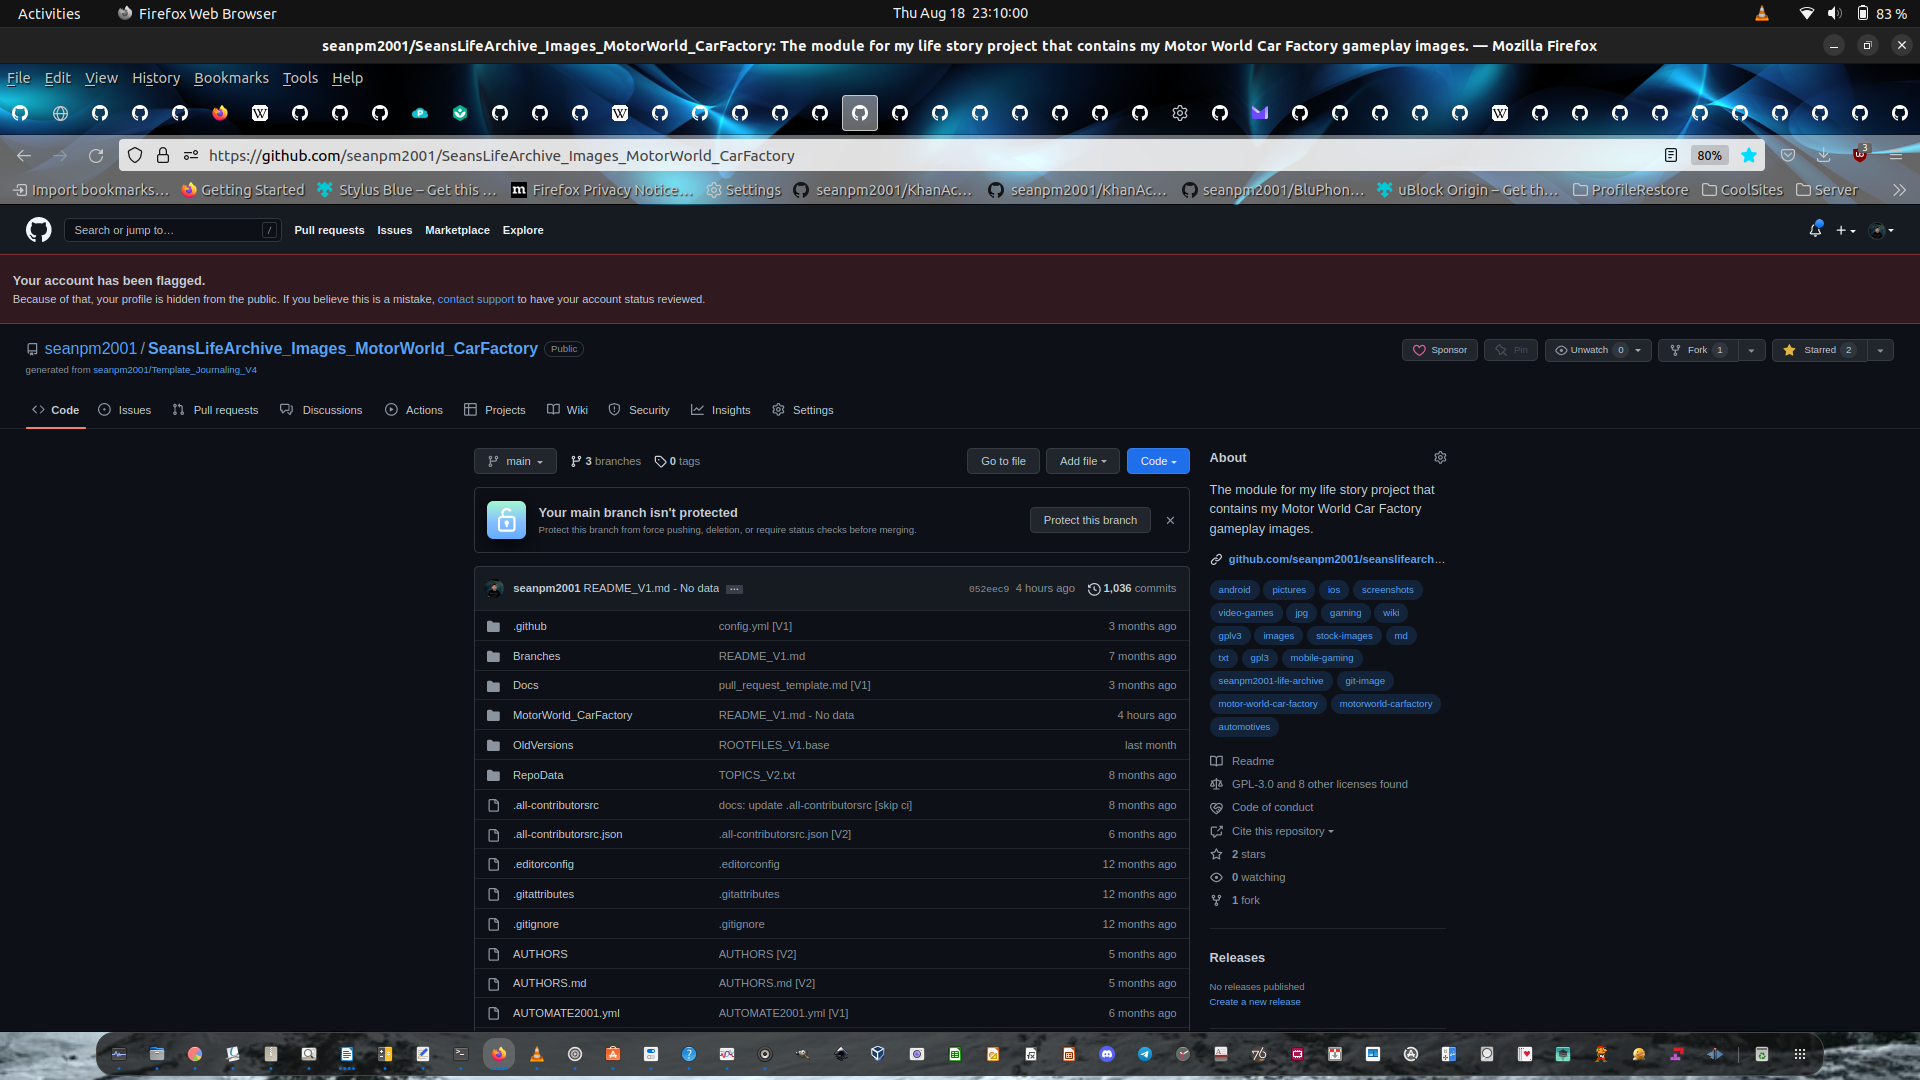 Activities
Firefox Web Browser
Thu Aug 18 23:10:00
83 %
seanpm2001/SeansLifeArchive_Images_MotorWorld_CarFactory: The module for my life story project that contains my Motor World Car Factory gameplay images. — Mozilla Firefox
File Edit View History Bookmarks Tools Help
https://github.com/seanpm2001/SeansLifeArchive_Images_MotorWorld_CarFactory
80%
3
Import bookmarks… Getting Started Stylus Blue – Get this … Firefox Privacy Notice… Settings seanpm2001/KhanAc… seanpm2001/KhanAc… seanpm2001/BluPhon… uBlock Origin – Get th… ProfileRestore CoolSites Server
Search or jump to…
/
Pull requests Issues Marketplace Explore
Your account has been flagged.
Because of that, your profile is hidden from the public. If you believe this is a mistake, contact support to have your account status reviewed.
seanpm2001 / SeansLifeArchive_Images_MotorWorld_CarFactory Public
Sponsor Pin Unwatch 0 Fork 1 Starred 2
generated from seanpm2001/Template_Journaling_V4
Code Issues Pull requests Discussions Actions Projects Wiki Security Insights Settings
main 3 branches 0 tags Go to file Add file Code
Your main branch isn't protected
Protect this branch from force pushing, deletion, or require status checks before merging.
Protect this branch
seanpm2001 README_V1.md - No data … 052eec9 4 hours ago 1,036 commits
.github config.yml [V1] 3 months ago
Branches README_V1.md 7 months ago
Docs pull_request_template.md [V1] 3 months ago
MotorWorld_CarFactory README_V1.md - No data 4 hours ago
OldVersions ROOTFILES_V1.base last month
RepoData TOPICS_V2.txt 8 months ago
.all-contributorsrc docs: update .all-contributorsrc [skip ci] 8 months ago
.all-contributorsrc.json .all-contributorsrc.json [V2] 6 months ago
.editorconfig .editorconfig 12 months ago
.gitattributes .gitattributes 12 months ago
.gitignore .gitignore 12 months ago
AUTHORS AUTHORS [V2] 5 months ago
AUTHORS.md AUTHORS.md [V2] 5 months ago
AUTOMATE2001.yml AUTOMATE2001.yml [V1] 6 months ago
About
The module for my life story project that
contains my Motor World Car Factory
gameplay images.
github.com/seanpm2001/seanslifearch…
android pictures ios screenshots
video-games jpg gaming wiki
gplv3 images stock-images md
txt gpl3 mobile-gaming
seanpm2001-life-archive git-image
motor-world-car-factory motorworld-carfactory
automotives
Readme
GPL-3.0 and 8 other licenses found
Code of conduct
Cite this repository
2 stars
0 watching
1 fork
Releases
No releases published
Create a new release